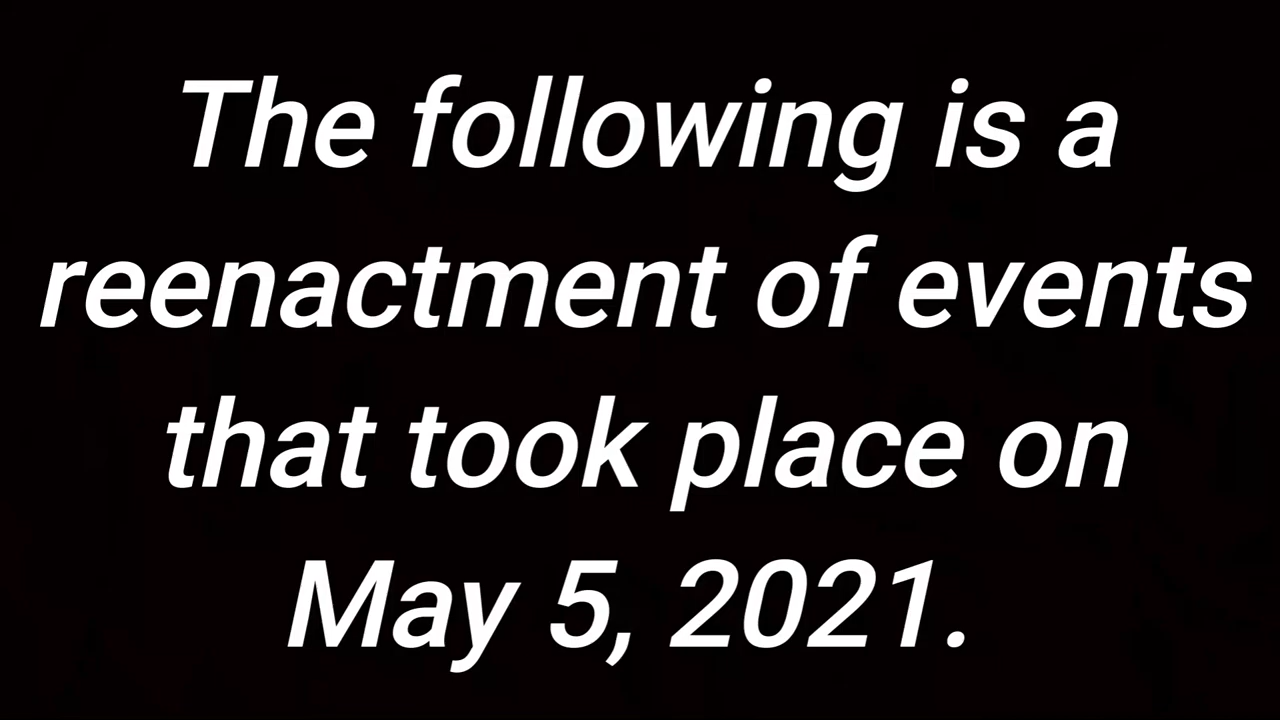 The following is a
reenactment of events
that took place on
May 5, 2021.